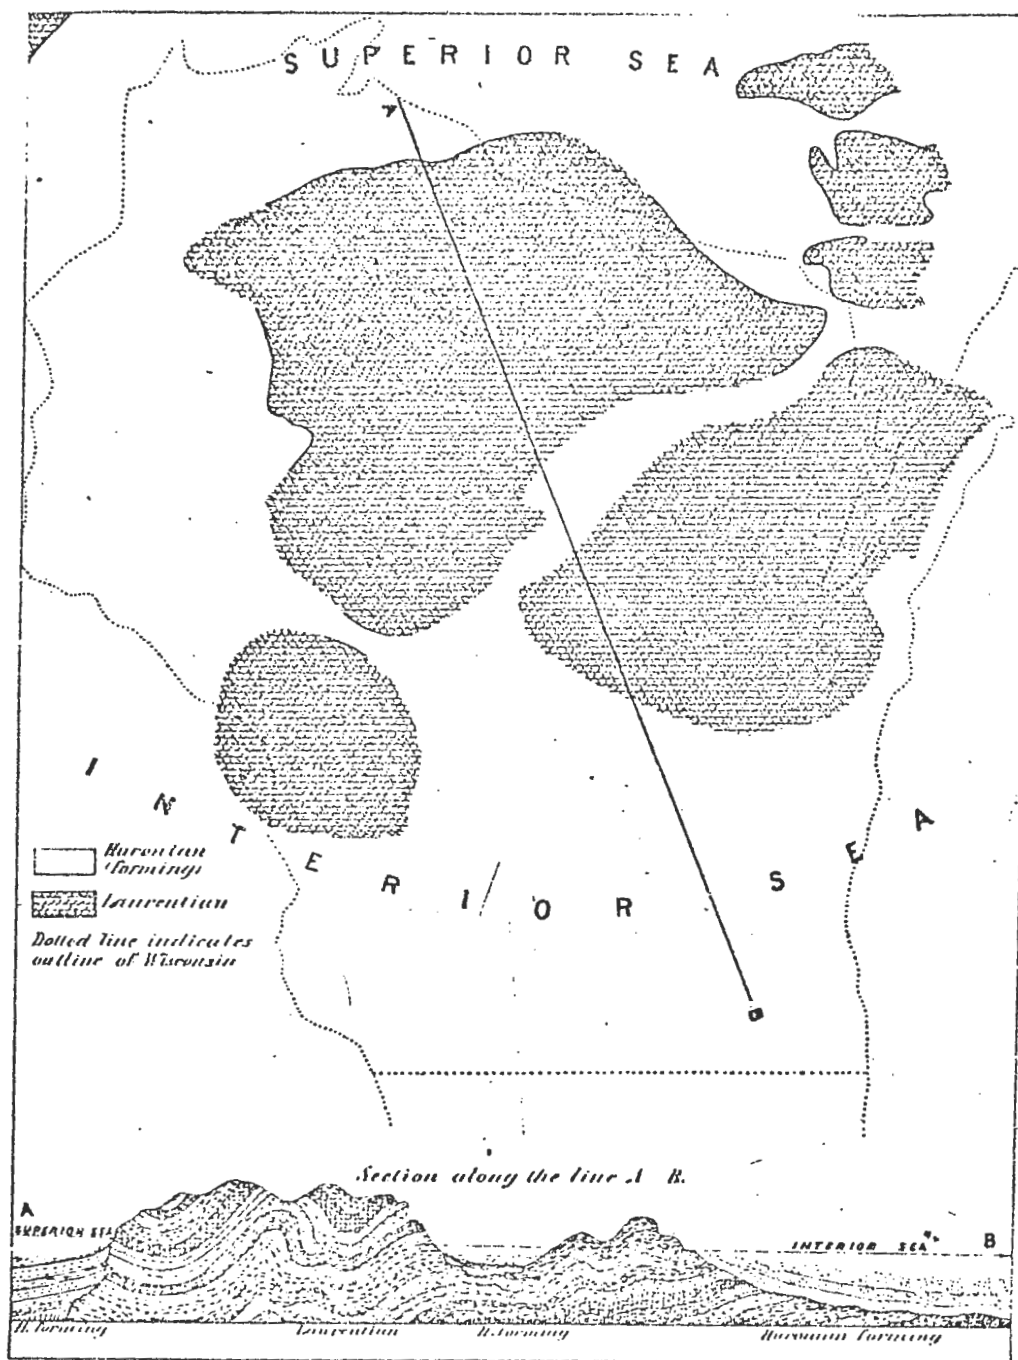 SUPERIOR SEA
INTERIOR SEA
Huronian
(forming)
Laurentian
Dotted line indicates
outline of Wisconsin
Section along the line A B.
A
SUPERIOR SEA
INTERIOR SEA
B
H. forming
Laurentian
H. forming
Huronian forming